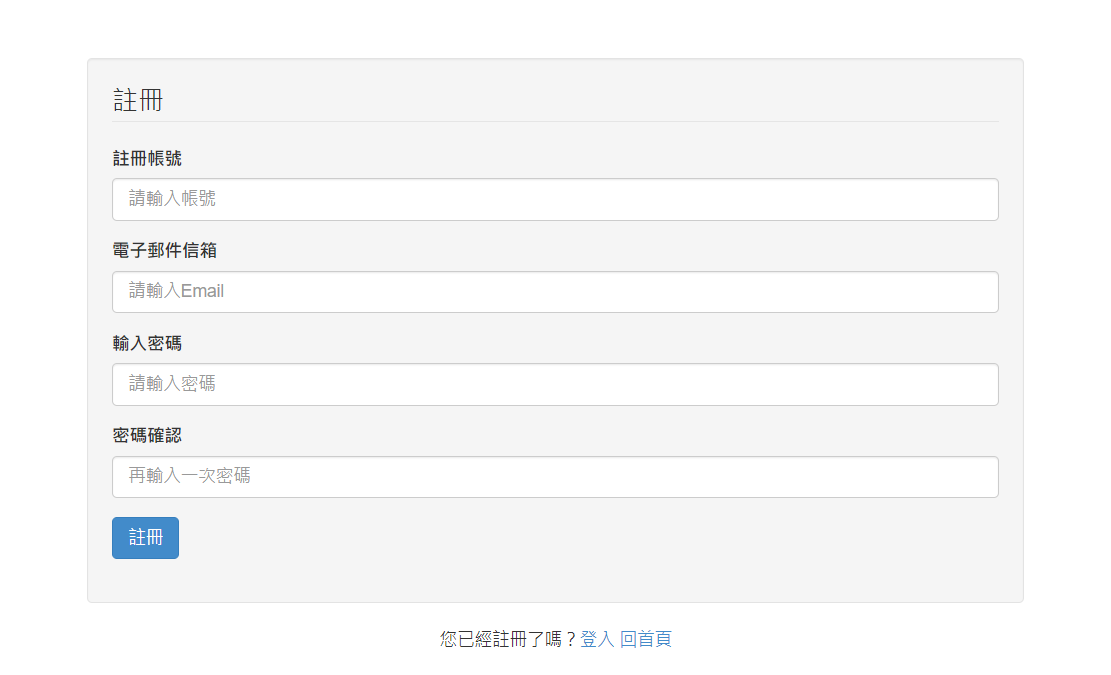 註冊
註冊帳號
請輸入帳號
電子郵件信箱
請輸入Email
輸入密碼
請輸入密碼
密碼確認
再輸入一次密碼
註冊
您已經註冊了嗎？登入 回首頁